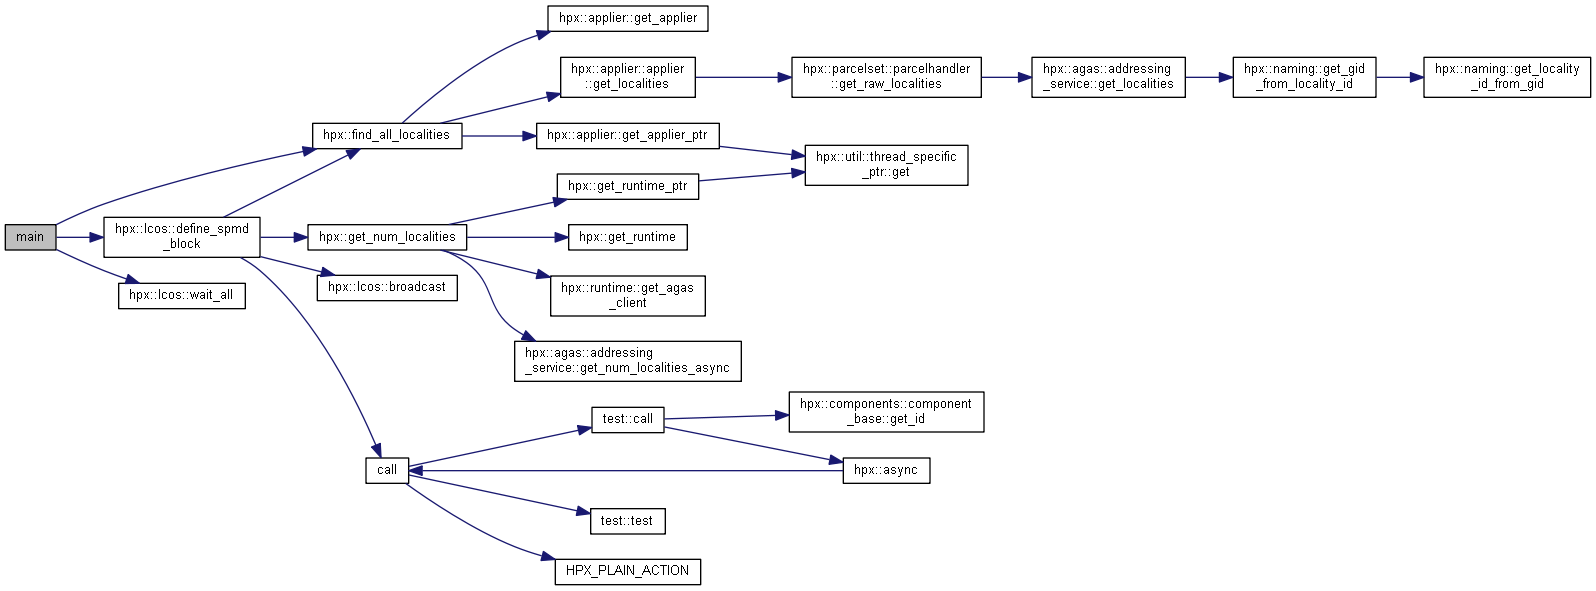 hpx::applier::get_applier
hpx::applier::applier
::get_localities
hpx::parcelset::parcelhandler
::get_raw_localities
hpx::agas::addressing
_service::get_localities
hpx::naming::get_gid
_from_locality_id
hpx::naming::get_locality
_id_from_gid
hpx::find_all_localities
hpx::applier::get_applier_ptr
hpx::util::thread_specific
_ptr::get
hpx::get_runtime_ptr
main
hpx::lcos::define_spmd
_block
hpx::get_num_localities
hpx::get_runtime
hpx::lcos::wait_all
hpx::lcos::broadcast
hpx::runtime::get_agas
_client
hpx::agas::addressing
_service::get_num_localities_async
hpx::components::component
_base::get_id
test::call
call
hpx::async
test::test
HPX_PLAIN_ACTION